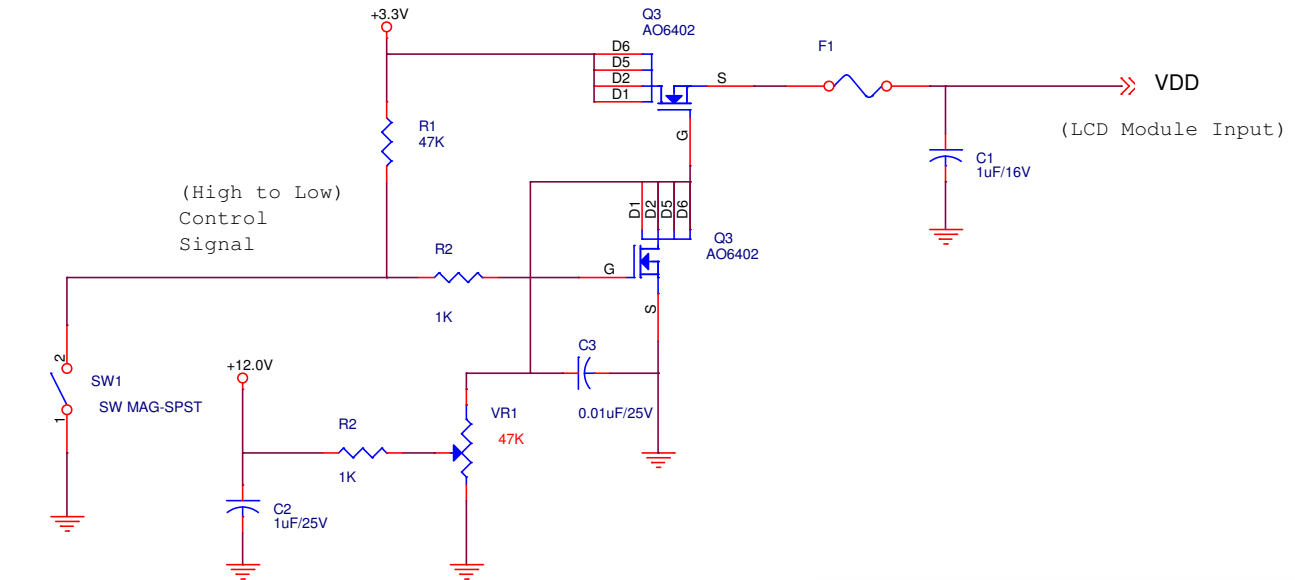 +3.3V
Q3
AO6402
D6
D5
D2
D1
S
G
F1
VDD
(LCD Module Input)
R1
47K
C1
1uF/16V
(High to Low)
Control
Signal
D1
D2
D5
D6
Q3
AO6402
R2
1K
G
S
2
SW1
SW MAG-SPST
1
+12.0V
C3
0.01uF/25V
R2
1K
VR1
47K
C2
1uF/25V